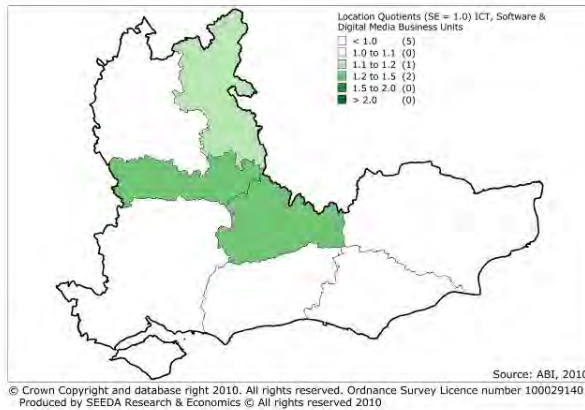 Location Quotients (SE = 1.0) ICT, Software &
Digital Media Business Units
< 1.0 (5)
1.0 to 1.1 (0)
1.1 to 1.2 (1)
1.2 to 1.5 (2)
1.5 to 2.0 (0)
> 2.0 (0)
Source: ABI, 2010
© Crown Copyright and database right 2010. All rights reserved. Ordnance Survey Licence number 100029140
Produced by SEEDA Research & Economics © All rights reserved 2010